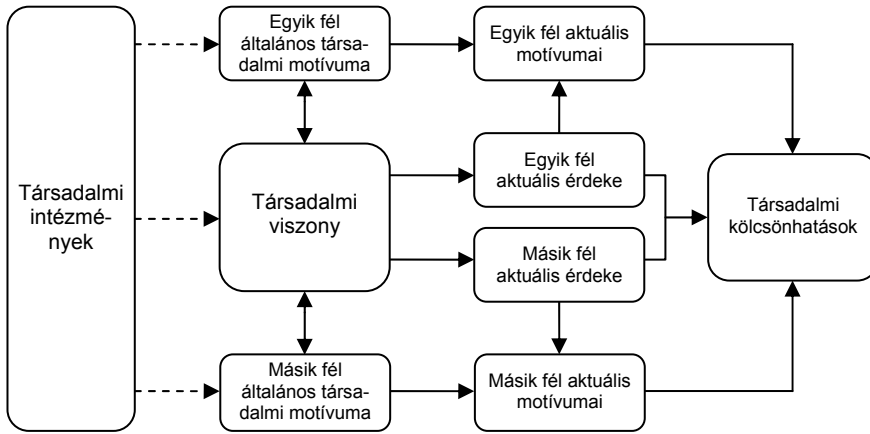 Egyik fél
általános társa-
dalmi motívuma
Egyik fél aktuális
motívumai
Társadalmi
intézmé-
nyek
Társadalmi
viszony
Egyik fél
aktuális érdeke
Másik fél
aktuális érdeke
Társadalmi
kölcsönhatások
Másik fél
általános társa-
dalmi motívuma
Másik fél aktuális
motívumai